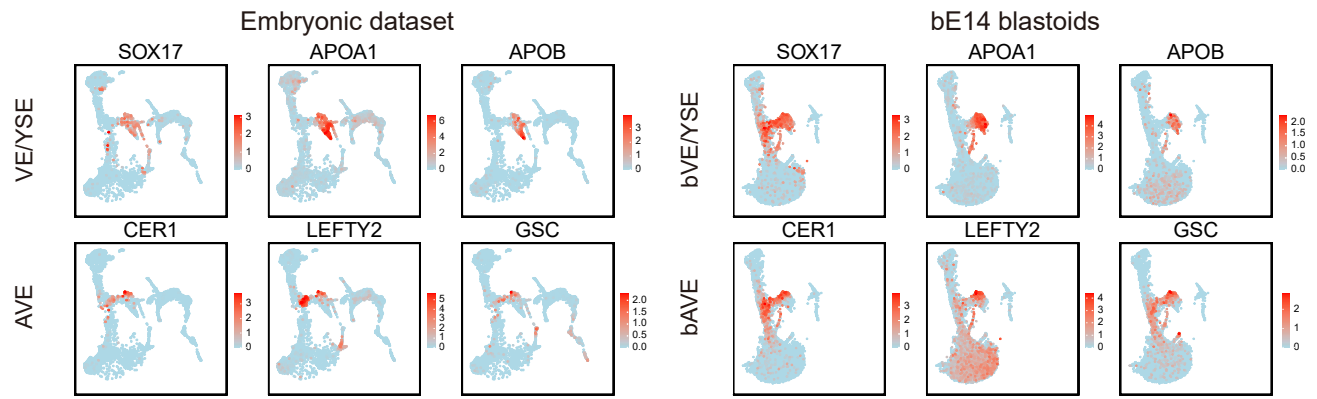 Embryonic dataset
bE14 blastoids
SOX17
APOA1
APOB
SOX17
APOA1
APOB
VE/YSE
3
2
1
0
6
4
2
0
3
2
1
0
bVE/YSE
3
2
1
0
4
3
2
1
0
2.0
1.5
1.0
0.5
0.0
CER1
LEFTY2
GSC
CER1
LEFTY2
GSC
AVE
3
2
1
0
5
4
3
2
1
0
2.0
1.5
1.0
0.5
0.0
bAVE
3
2
1
0
4
3
2
1
0
2
1
0